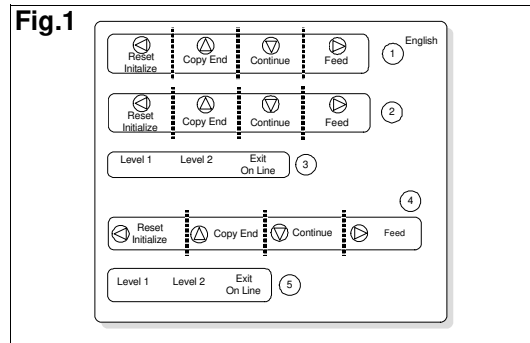 Fig.1
English
Reset Copy End Continue Feed 1
Initalize
Reset Copy End Continue Feed 2
Initialize
Level 1 Level 2 Exit 3
On Line
4
Reset Copy End Continue Feed
Initialize
Level 1 Level 2 Exit 5
On Line